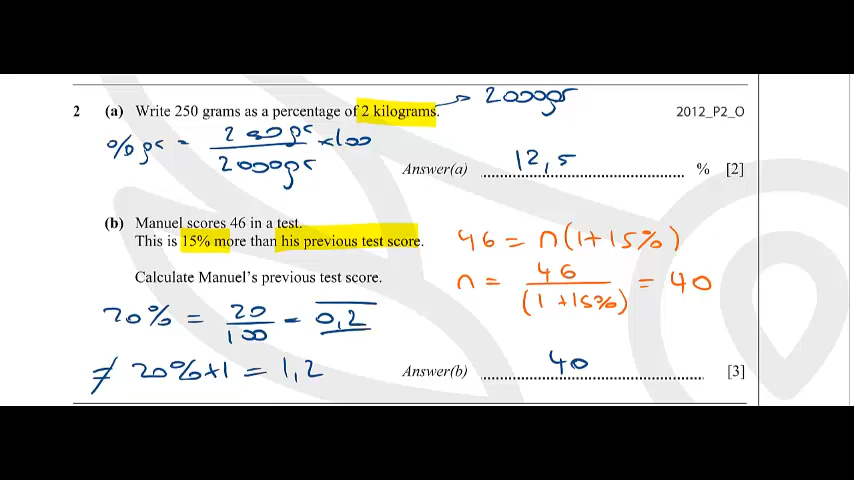 2 (a) Write 250 grams as a percentage of 2 kilograms. → 2000gr 2012_P2_O
%gr = 250gr / 2000gr ×100
Answer(a) 12,5 % [2]
(b) Manuel scores 46 in a test.
This is 15% more than his previous test score.
46 = n(1+15%)
Calculate Manuel's previous test score.
n = 46 / (1+15%) = 40
20% = 20 / 100 = 0,2
≠ 20%+1 = 1,2
Answer(b) 40 [3]